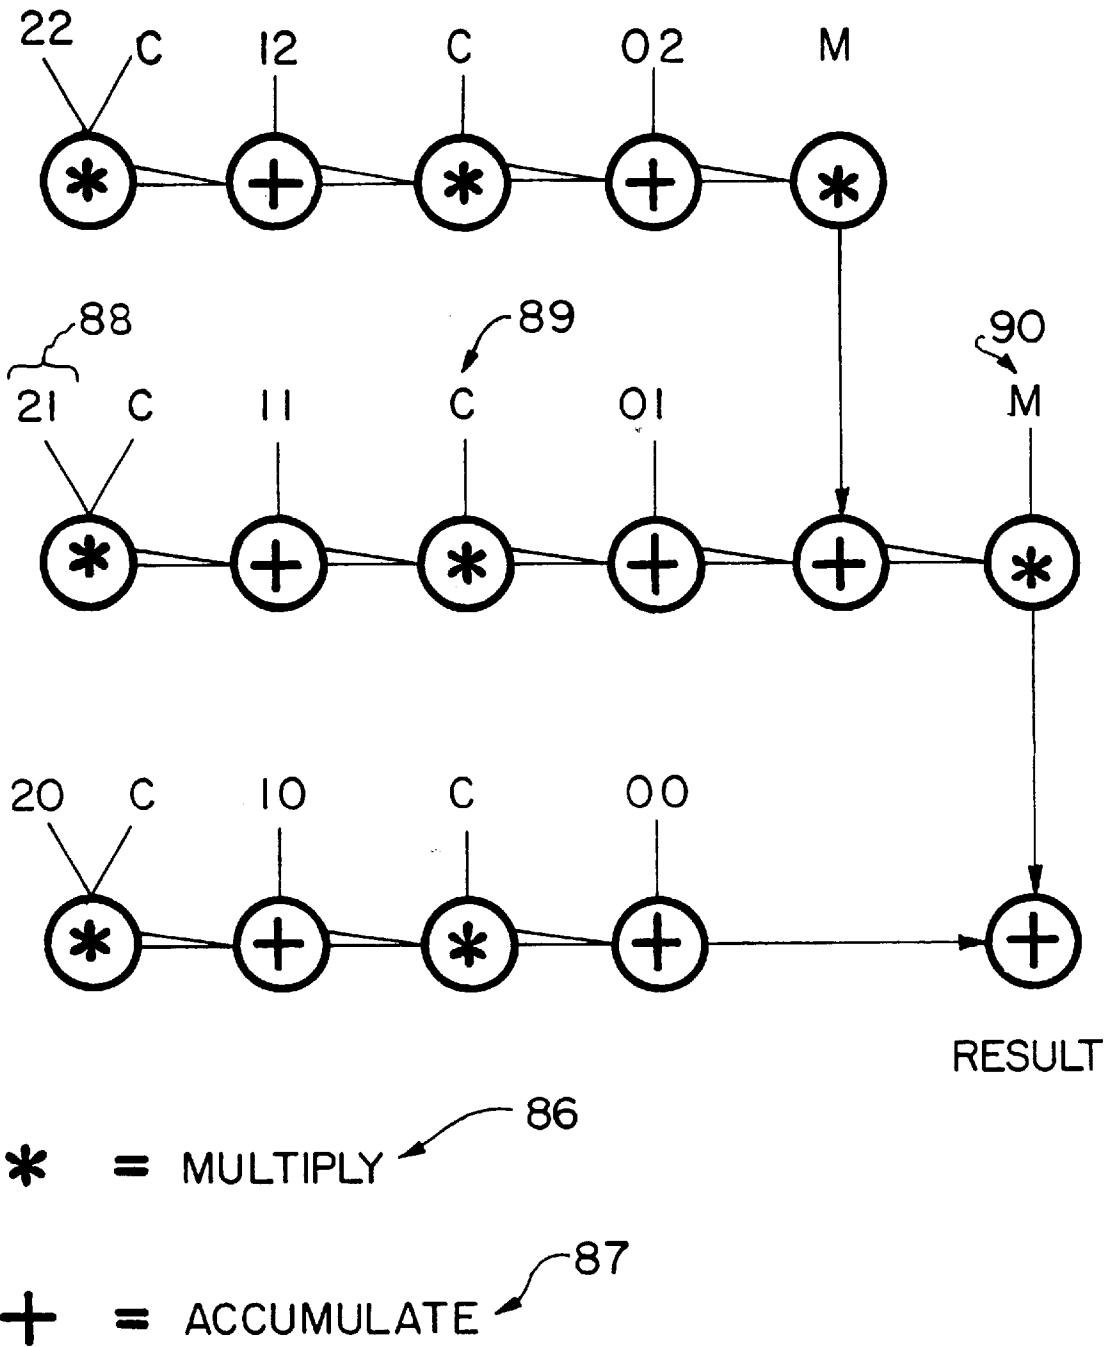 22 C 12 C 02 M
* + * + *
88 89 90
21 C 11 C 01 M
* + * + + *
20 C 10 C 00
* + * + +
RESULT
86
* = MULTIPLY
87
+ = ACCUMULATE